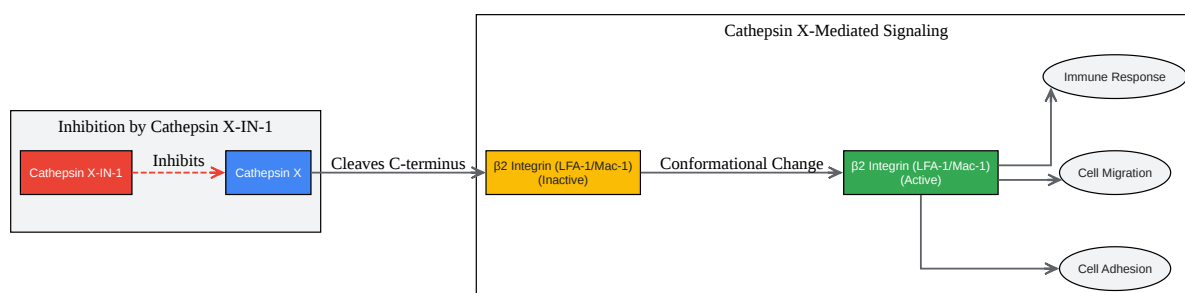 Cathepsin X-Mediated Signaling
Immune Response
Inhibition by Cathepsin X-IN-1
Cathepsin X-IN-1
Inhibits
Cathepsin X
Cleaves C-terminus
β2 Integrin (LFA-1/Mac-1)
(Inactive)
Conformational Change
β2 Integrin (LFA-1/Mac-1)
(Active)
Cell Migration
Cell Adhesion